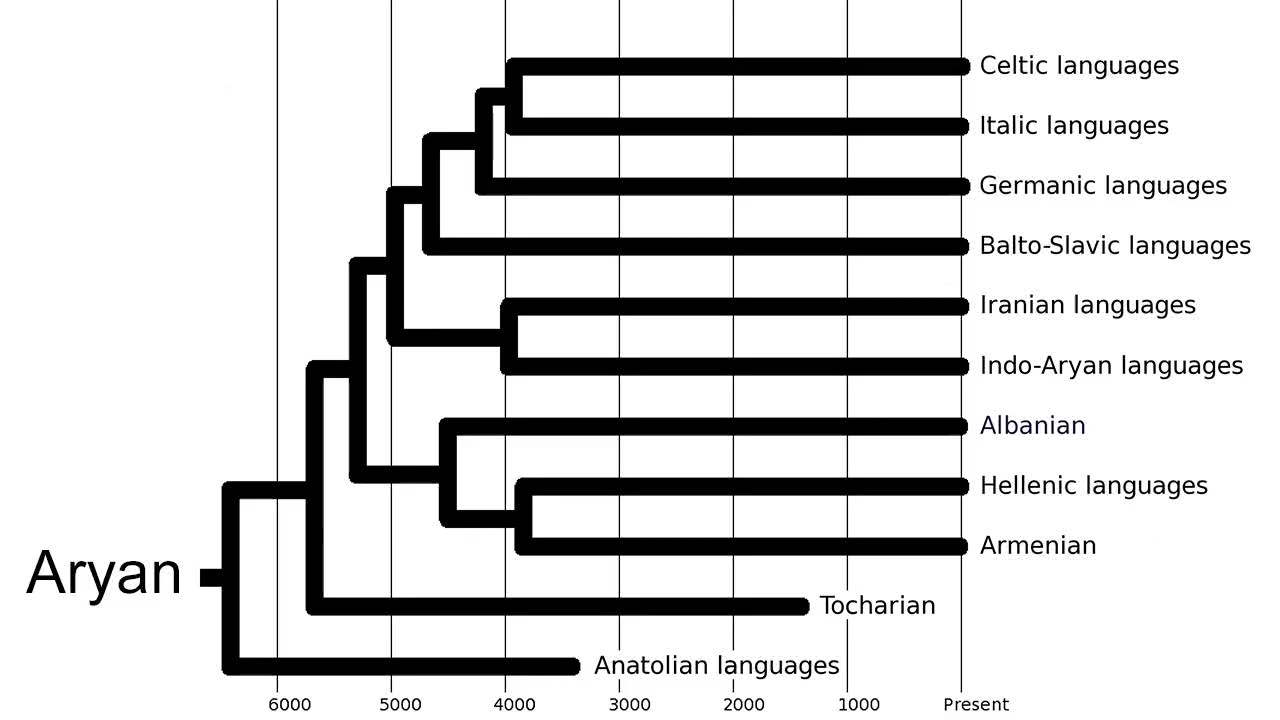 Celtic languages
Italic languages
Germanic languages
Balto-Slavic languages
Iranian languages
Indo-Aryan languages
Albanian
Hellenic languages
Armenian
Aryan
Tocharian
Anatolian languages
6000 5000 4000 3000 2000 1000 Present